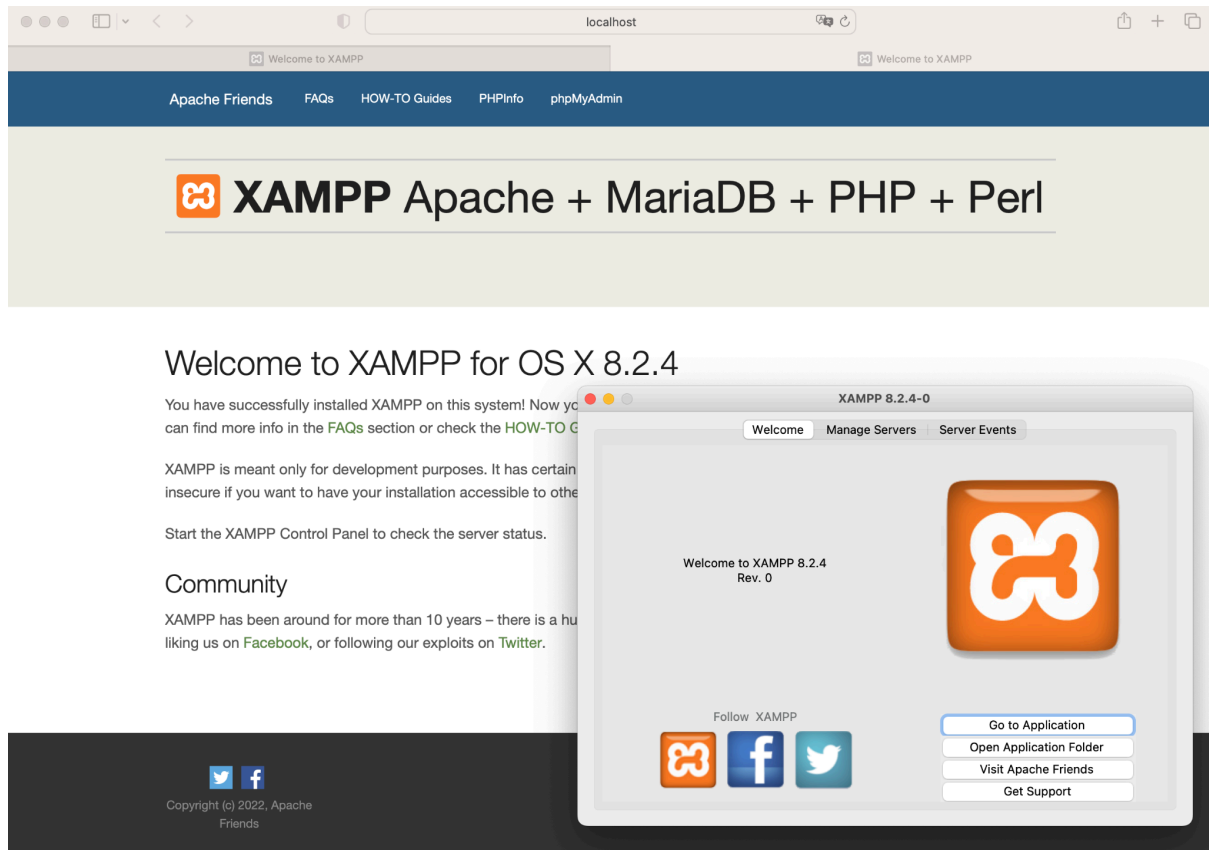 localhost
Welcome to XAMPP
Welcome to XAMPP
Apache Friends FAQs HOW-TO Guides PHPInfo phpMyAdmin
XAMPP Apache + MariaDB + PHP + Perl
Welcome to XAMPP for OS X 8.2.4
You have successfully installed XAMPP on this system! Now yo
can find more info in the FAQs section or check the HOW-TO G
XAMPP is meant only for development purposes. It has certain
insecure if you want to have your installation accessible to othe
Start the XAMPP Control Panel to check the server status.
Community
XAMPP has been around for more than 10 years – there is a hu
liking us on Facebook, or following our exploits on Twitter.
Copyright (c) 2022, Apache
Friends
XAMPP 8.2.4-0
Welcome Manage Servers Server Events
Welcome to XAMPP 8.2.4
Rev. 0
Follow XAMPP
Go to Application
Open Application Folder
Visit Apache Friends
Get Support